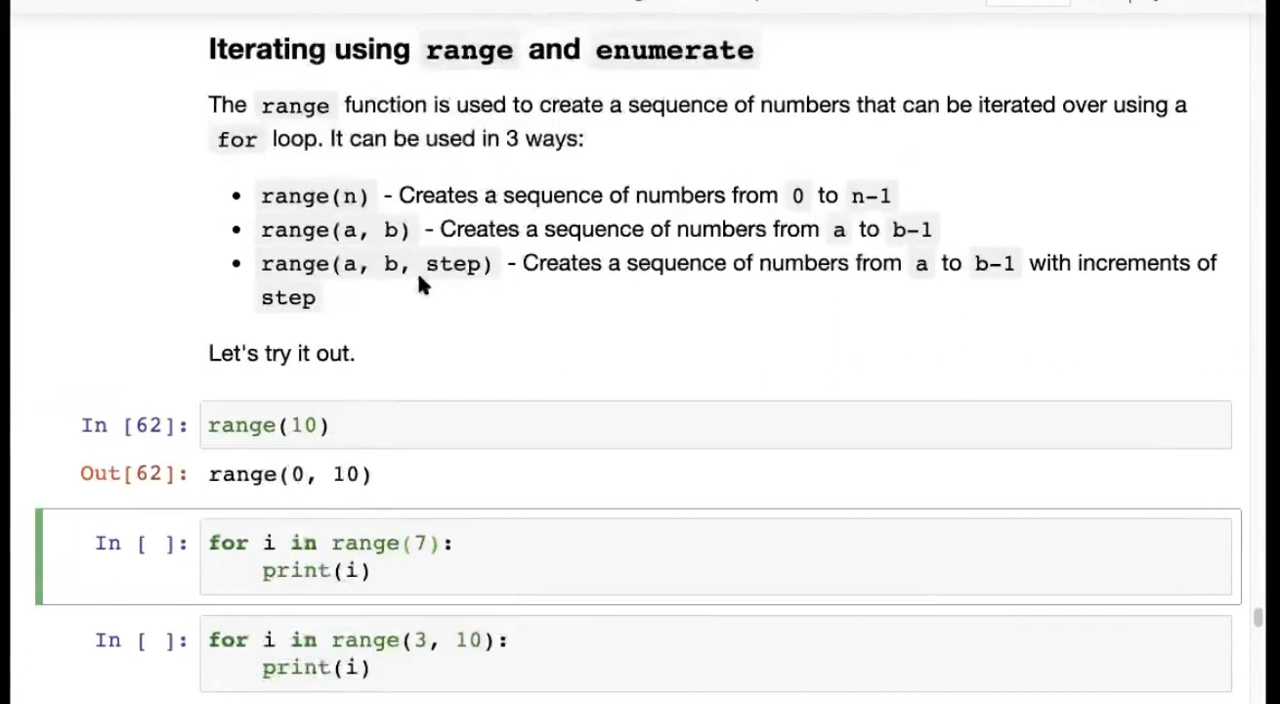 Iterating using range and enumerate
The range function is used to create a sequence of numbers that can be iterated over using a
for loop. It can be used in 3 ways:
• range(n) - Creates a sequence of numbers from 0 to n-1
• range(a, b) - Creates a sequence of numbers from a to b-1
• range(a, b, step) - Creates a sequence of numbers from a to b-1 with increments of
step
Let's try it out.
In [62]: range(10)
Out[62]: range(0, 10)
In [ ]: for i in range(7):
print(i)
In [ ]: for i in range(3, 10):
print(i)